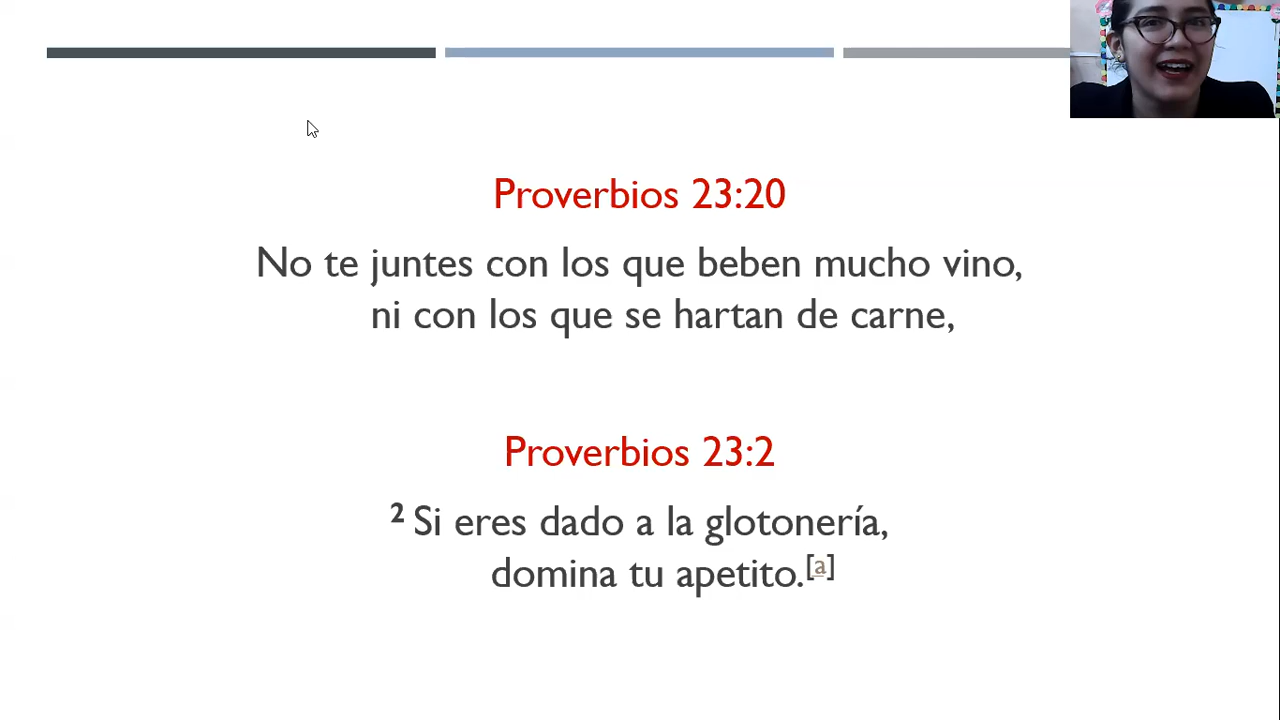 Proverbios 23:20
No te juntes con los que beben mucho vino,
ni con los que se hartan de carne,
Proverbios 23:2
2 Si eres dado a la glotonería,
domina tu apetito.[a]